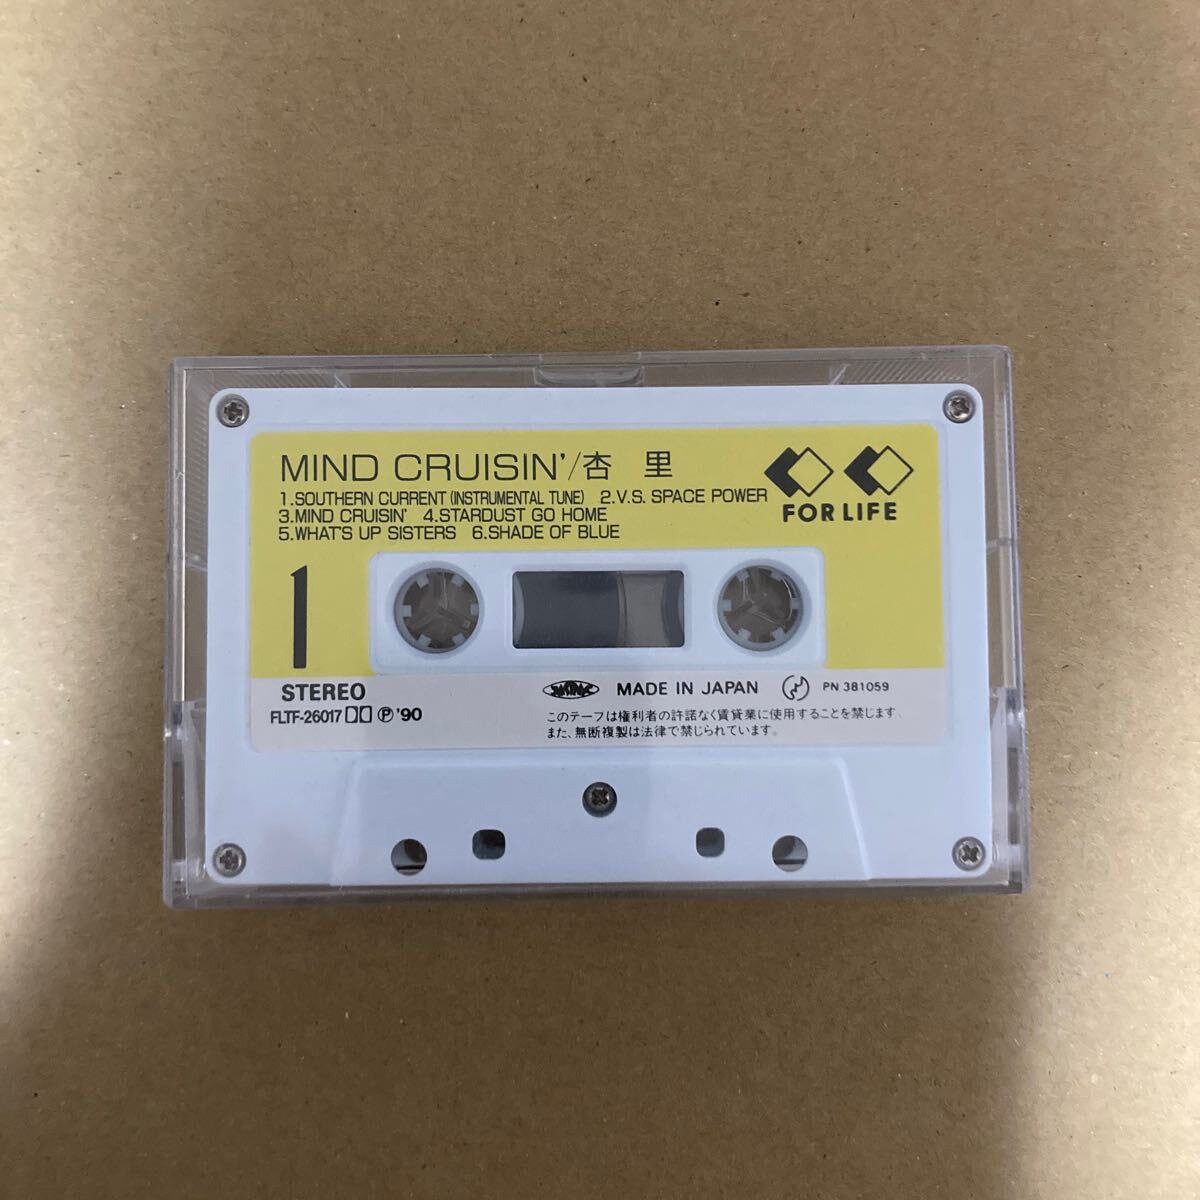 MIND CRUISIN'/杏 里
1.SOUTHERN CURRENT (INSTRUMENTAL TUNE) 2.V.S. SPACE POWER
3.MIND CRUISIN' 4.STARDUST GO HOME
5.WHAT'S UP SISTERS 6.SHADE OF BLUE
FOR LIFE
1
STEREO
FLTF-26017 Ⓟ '90
MADE IN JAPAN
PN 381059
このテープは権利者の許諾なく賃貸業に使用することを禁じます。
また、無断複製は法律で禁じられています。